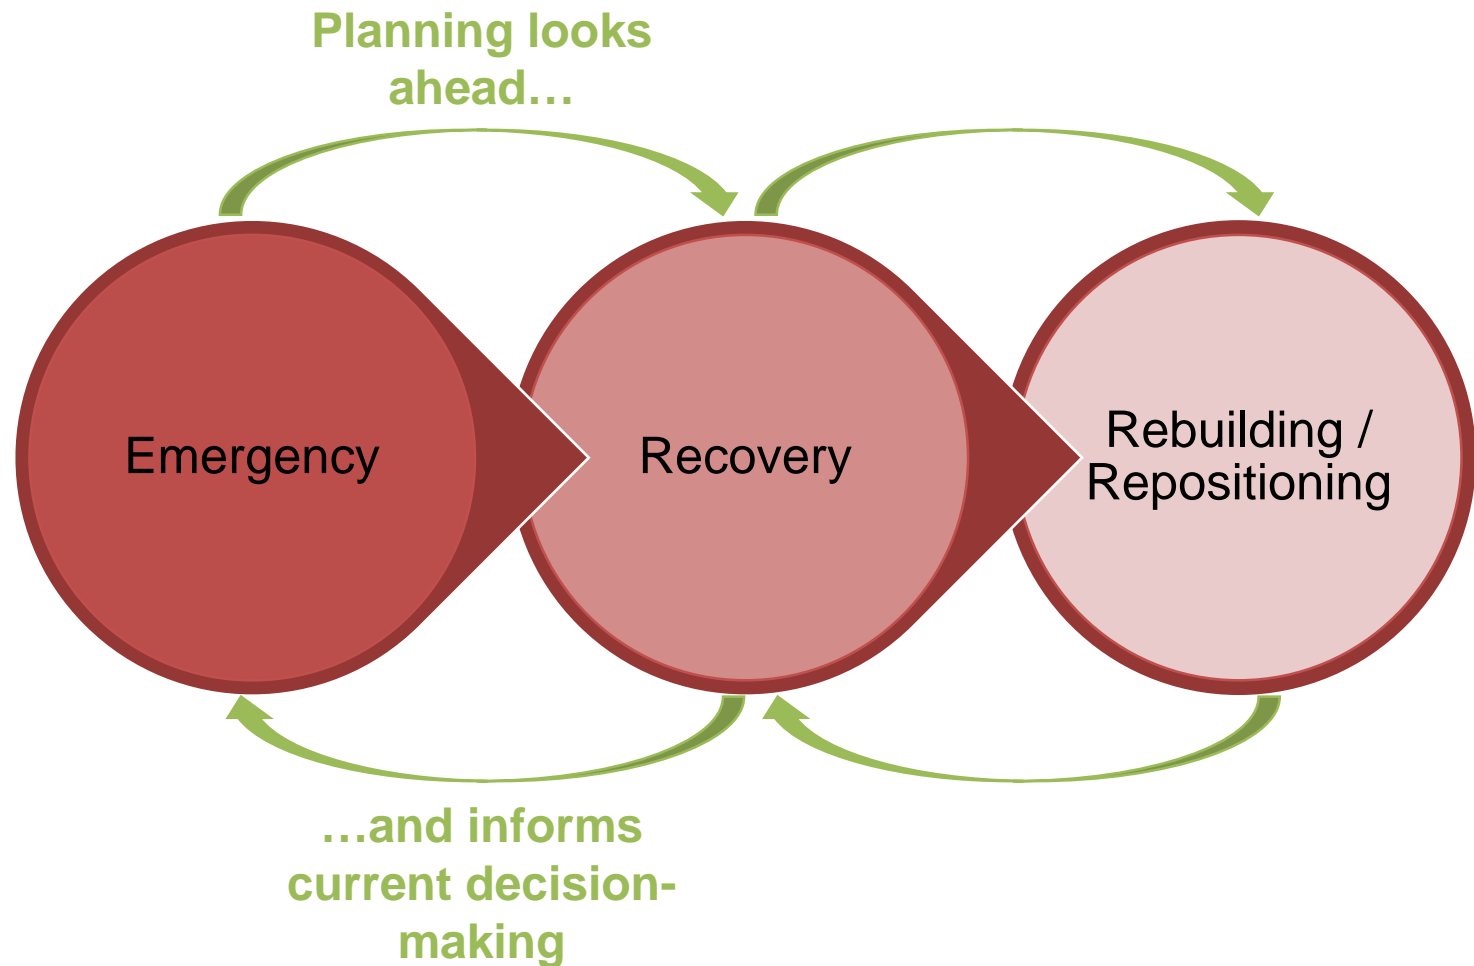 Planning looks
ahead…
Emergency
Recovery
Rebuilding /
Repositioning
…and informs
current decision-
making